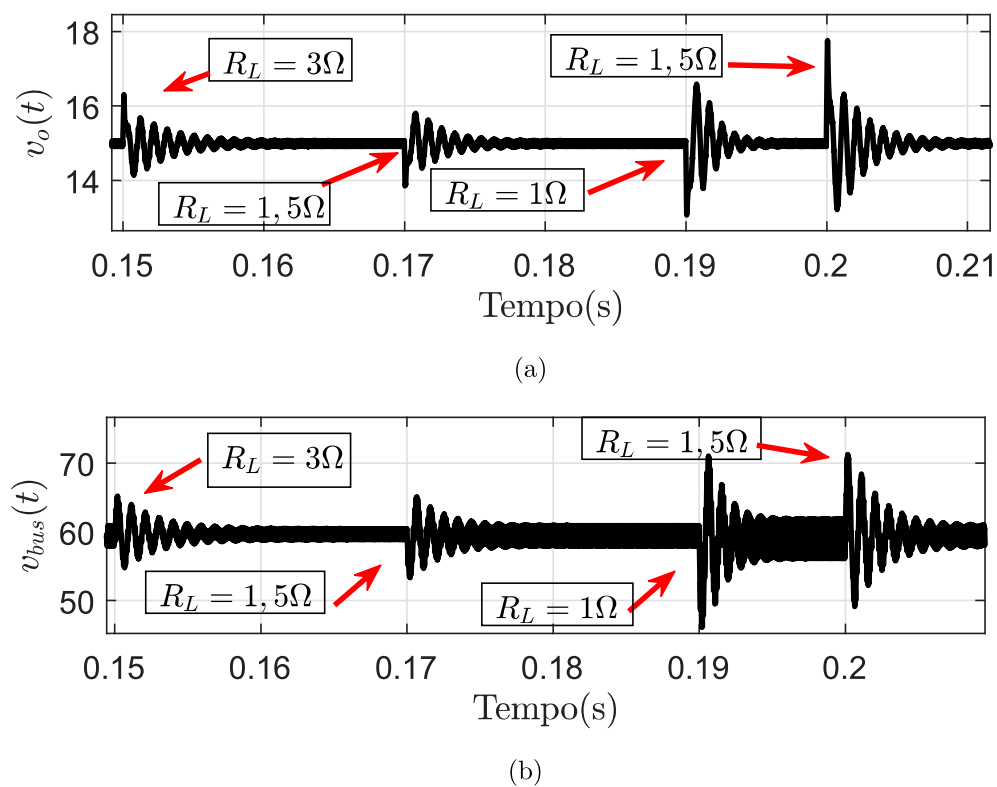 18
16
14
v_o(t)
R_L = 3Ω
R_L = 1,5Ω
R_L = 1,5Ω
R_L = 1Ω
0.15 0.16 0.17 0.18 0.19 0.2 0.21
Tempo(s)
(a)
70
60
50
v_{bus}(t)
R_L = 3Ω
R_L = 1,5Ω
R_L = 1,5Ω
R_L = 1Ω
0.15 0.16 0.17 0.18 0.19 0.2
Tempo(s)
(b)